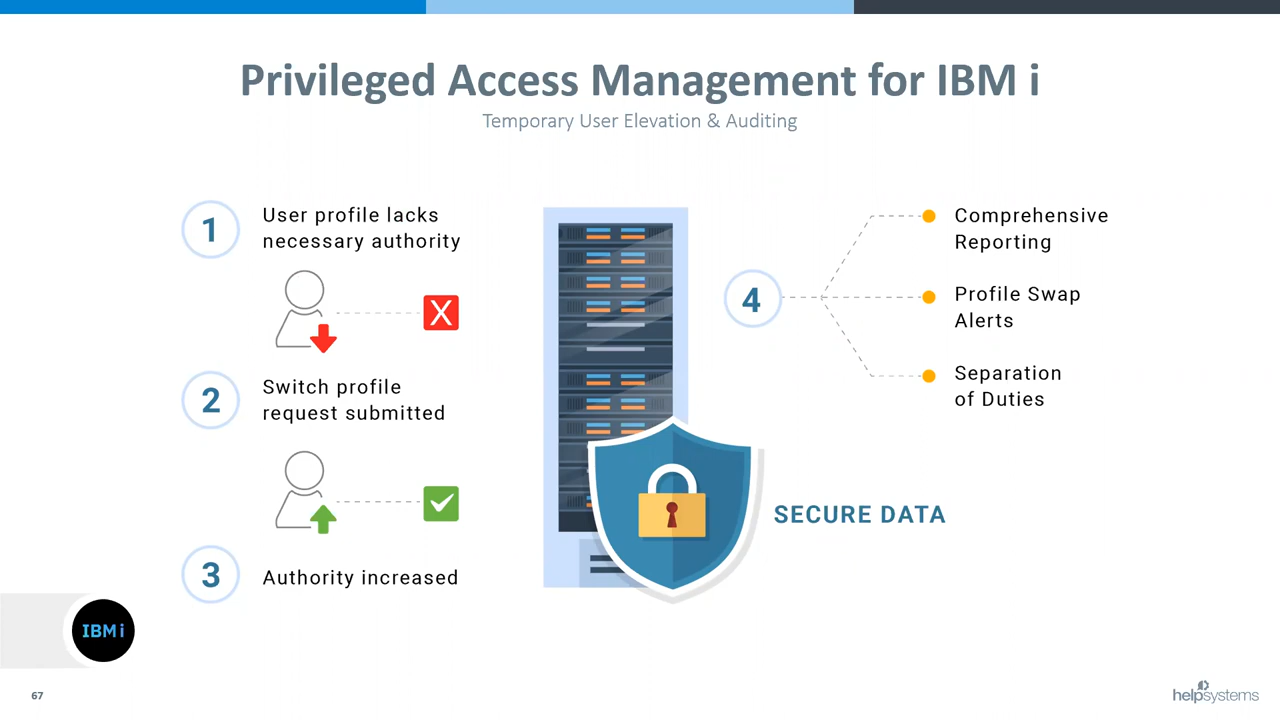 Privileged Access Management for IBM i
Temporary User Elevation & Auditing
1
User profile lacks
necessary authority
X
2
Switch profile
request submitted
3
Authority increased
4
Comprehensive
Reporting
Profile Swap
Alerts
Separation
of Duties
SECURE DATA
IBM i
67
helpsystems